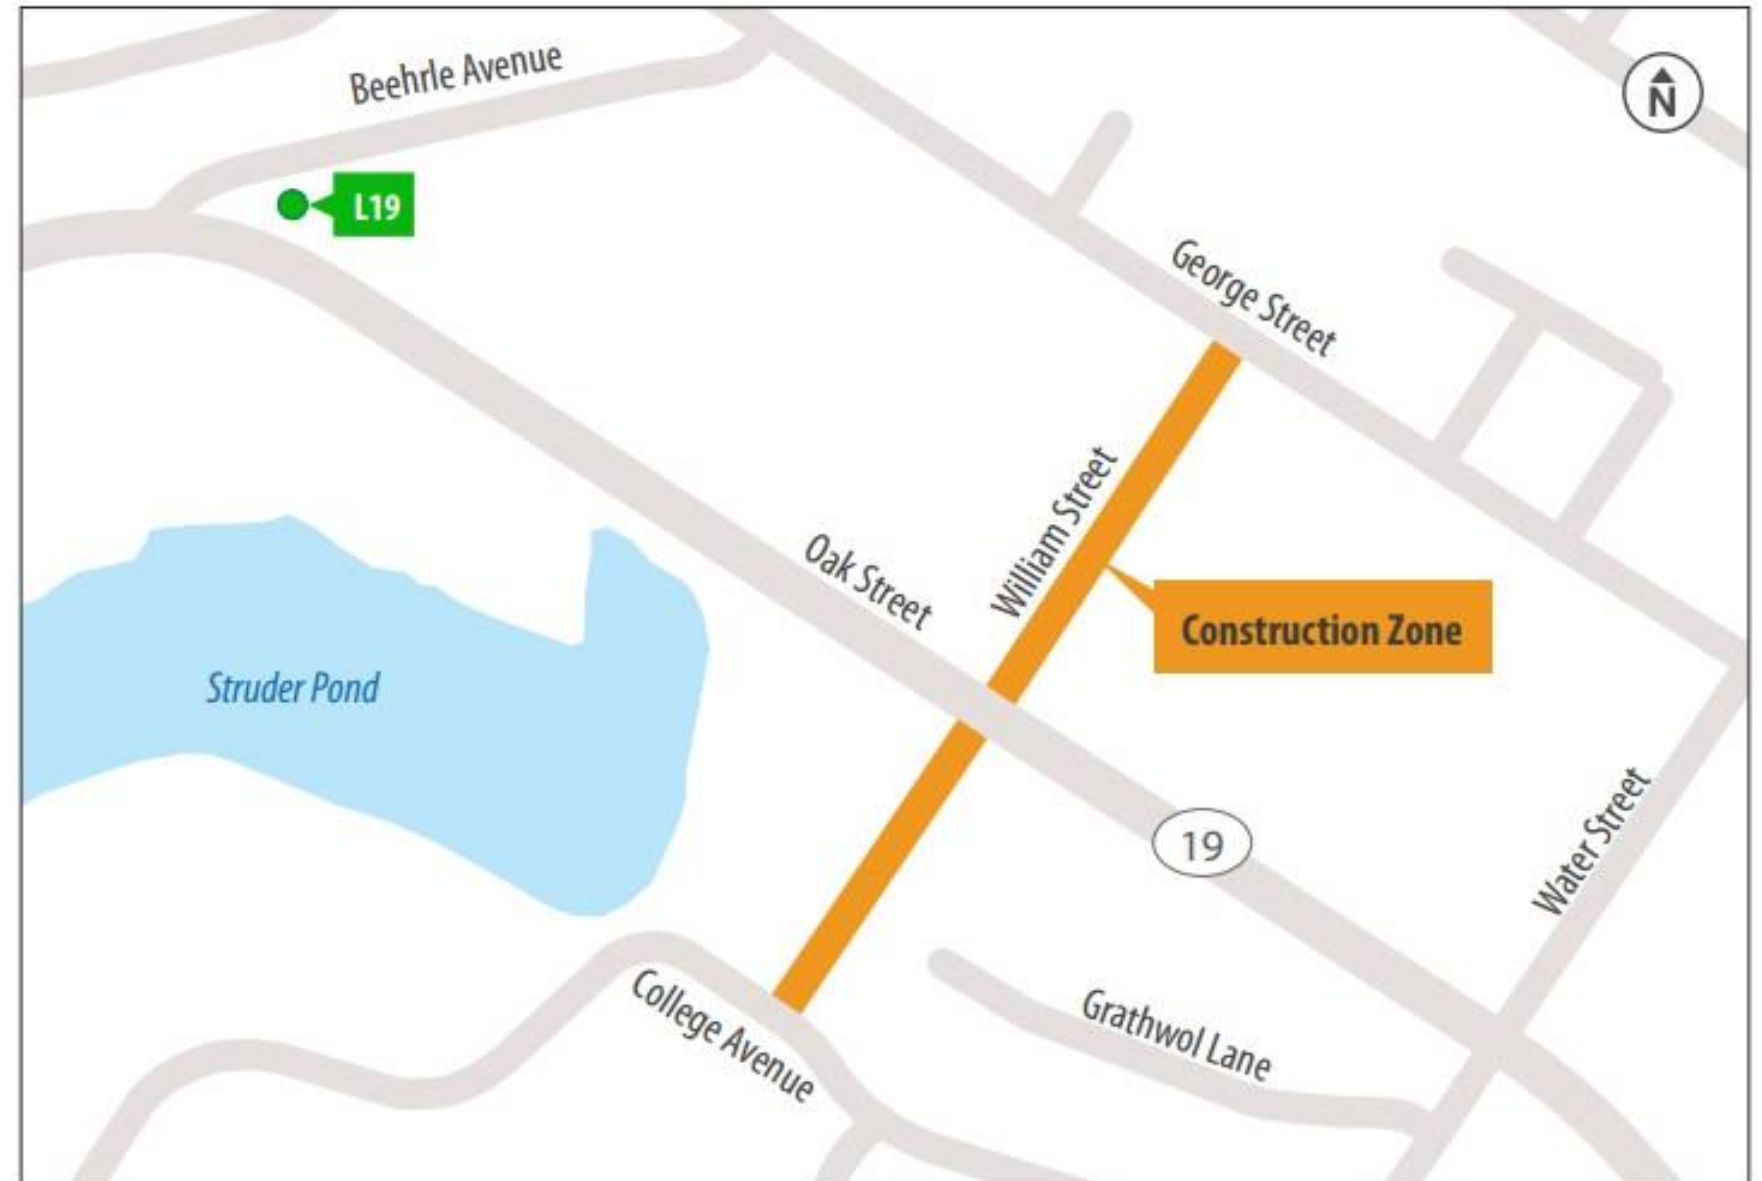 Beehrle Avenue
N
L19
George Street
William Street
Oak Street
Construction Zone
Struder Pond
19
Water Street
College Avenue
Grathwol Lane